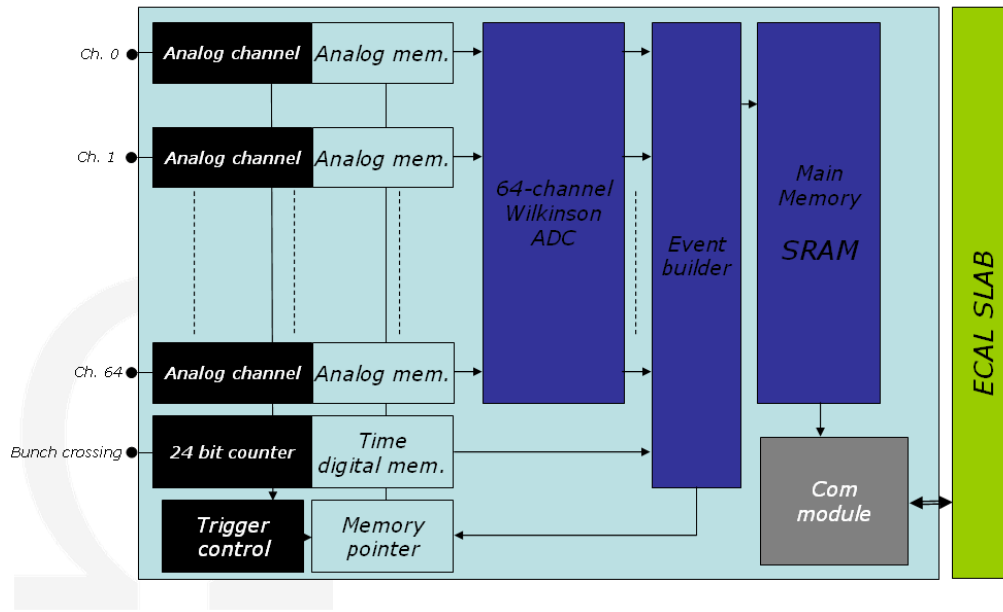 Ch. 0
Analog channel
Analog mem.
Ch. 1
Analog channel
Analog mem.
64-channel
Wilkinson
ADC
Event
builder
Main
Memory
SRAM
ECAL SLAB
Ch. 64
Analog channel
Analog mem.
Bunch crossing
24 bit counter
Time
digital mem.
Trigger
control
Memory
pointer
Com
module